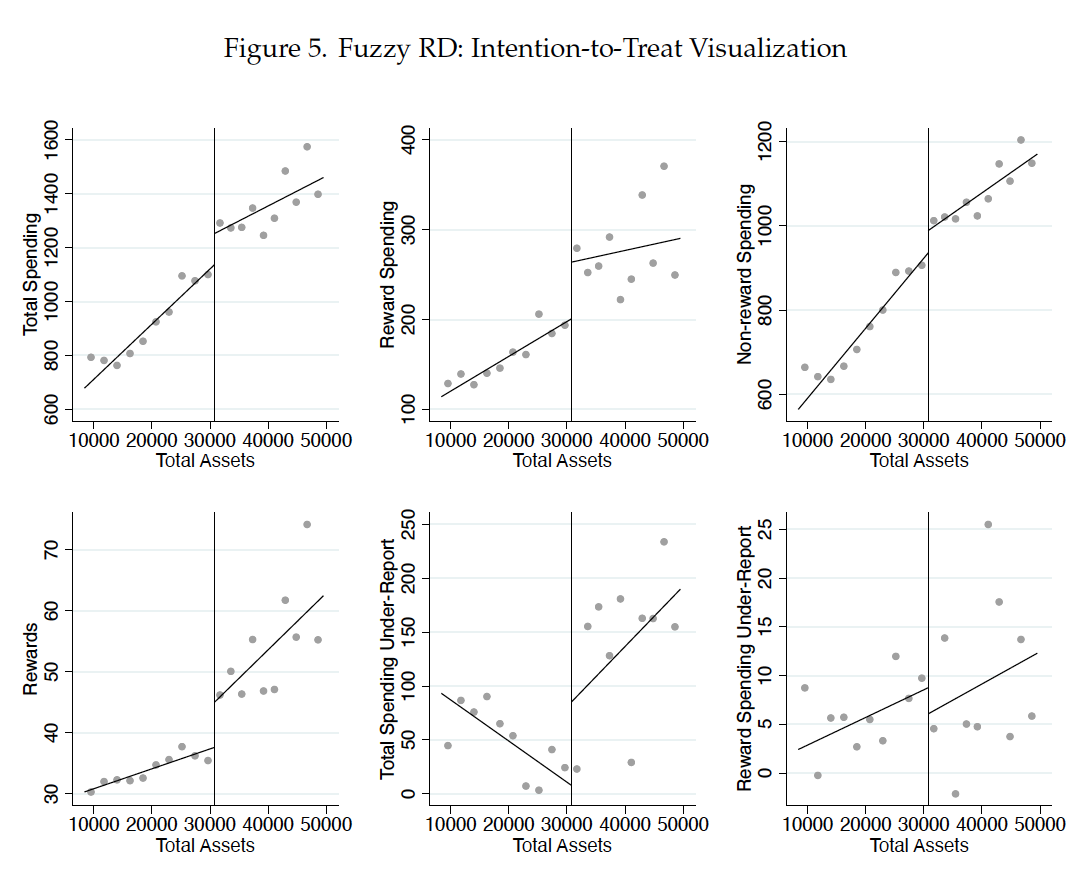 Figure 5. Fuzzy RD: Intention-to-Treat Visualization
Total Spending
1600
1400
1200
1000
800
600
10000 20000 30000 40000 50000
Total Assets
Reward Spending
400
300
200
100
10000 20000 30000 40000 50000
Total Assets
Non-reward Spending
1200
1000
800
600
10000 20000 30000 40000 50000
Total Assets
Rewards
70
60
50
40
30
10000 20000 30000 40000 50000
Total Assets
Total Spending Under-Report
250
200
150
100
50
0
10000 20000 30000 40000 50000
Total Assets
Reward Spending Under-Report
25
20
15
10
5
0
10000 20000 30000 40000 50000
Total Assets